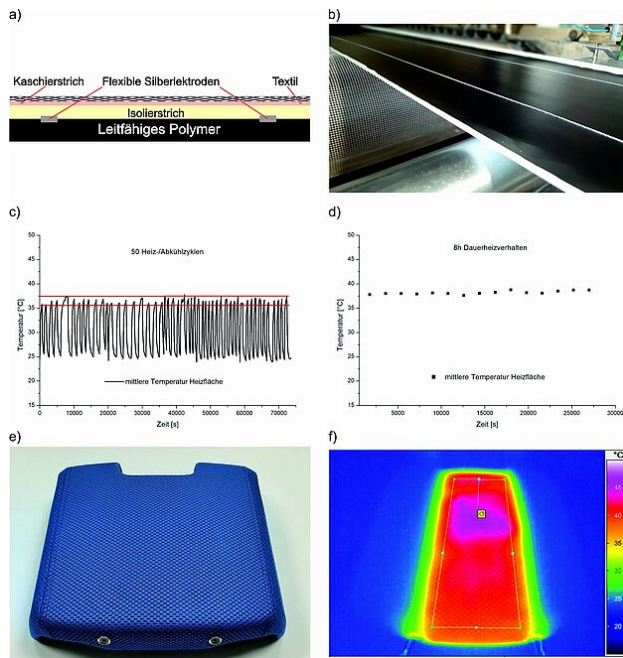 a)
Kaschierstrich
Flexible Silberlektroden
Textil
Isolierstrich
Leitfähiges Polymer
b)
c)
50 Heiz-/Abkühlzyklen
Temperatur [°C]
50
45
40
35
30
25
20
15
mittlere Temperatur Heizfläche
0 10000 20000 30000 40000 50000 60000 70000
Zeit [s]
d)
8h Dauerheizverhalten
Temperatur [°C]
50
45
40
35
30
25
20
15
mittlere Temperatur Heizfläche
5000 10000 15000 20000 25000 30000
Zeit [s]
e)
f)
°C
45
40
35
30
25
20